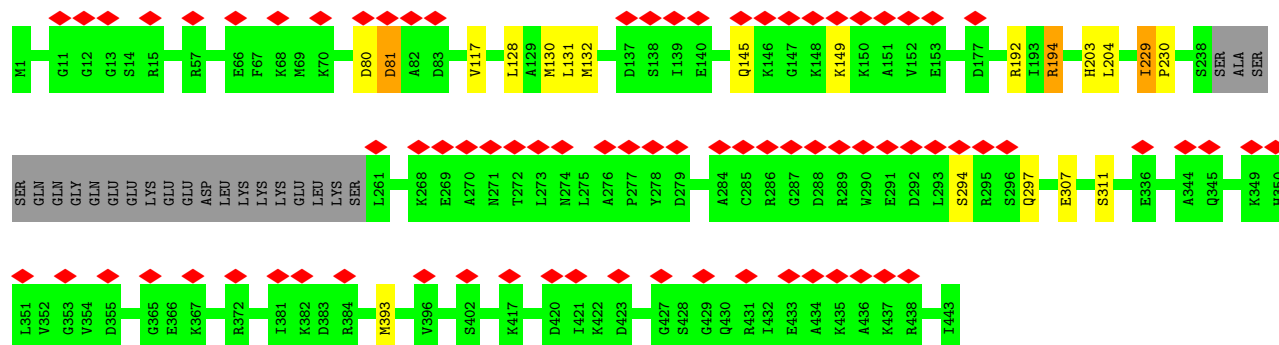 M1 G11 G12 G13 S14 R15 R57 E66 F67 K68 M69 K70 D80 D81 A82 D83 V117 L128 A129 M130 L131 M132 D137 S138 I139 E140 Q145 K146 G147 K148 K149 K150 A151 V152 E153 D177 R192 I193 R194 H203 L204 I229 P230 S238 SER ALA SER
SER GLN GLN GLY GLN GLU GLU LYS GLU GLU ASP LEU LYS LYS LYS LYS GLU LEU LYS SER L261 K268 E269 A270 N271 T272 L273 N274 L275 A276 P277 Y278 D279 A284 C285 R286 G287 D288 R289 W290 E291 D292 L293 S294 R295 S296 Q297 E307 S311 E336 A344 Q345 K349 H350
L351 V352 G353 V354 D355 G365 E366 K367 R372 I381 K382 D383 R384 M393 V396 S402 K417 D420 I421 K422 D423 G427 S428 G429 Q430 R431 I432 E433 A434 K435 A436 K437 R438 I443